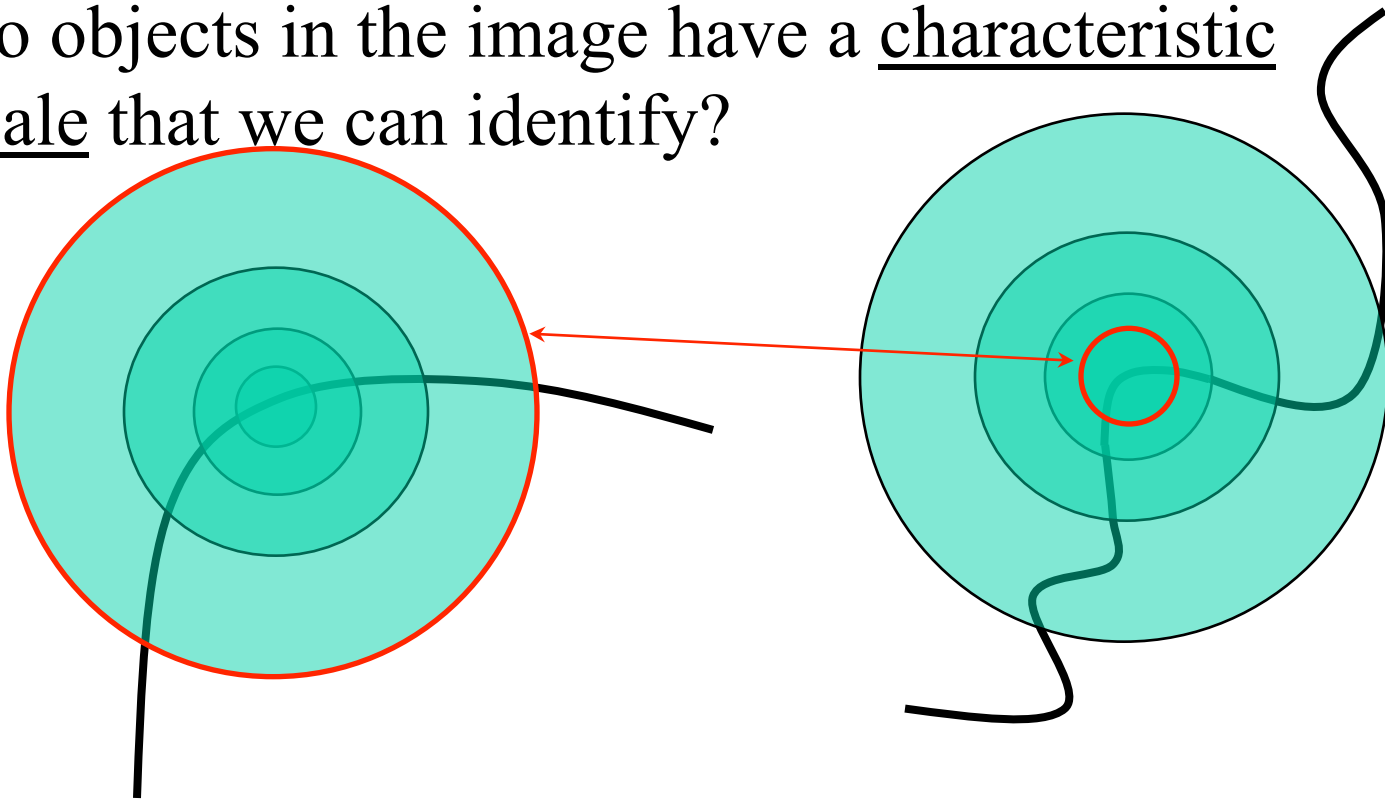 o objects in the image have a characteristic
ale that we can identify?